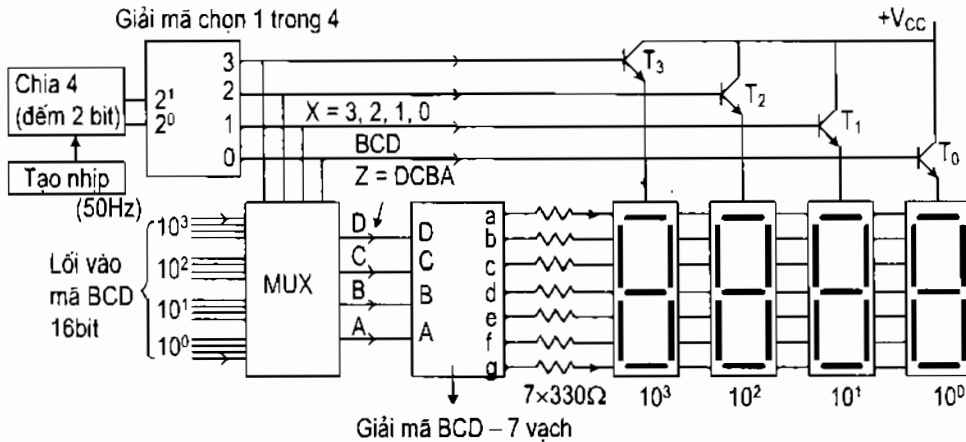 Giải mã chọn 1 trong 4
+V_CC
Chia 4
(đếm 2 bit)
2¹
2⁰
3
2
1
0
T₃
T₂
T₁
T₀
X = 3, 2, 1, 0
BCD
Z = DCBA
Tạo nhịp
(50Hz)
Lối vào
mã BCD
16bit
10³
10²
10¹
10⁰
MUX
D
C
B
A
D
C
B
A
a
b
c
d
e
f
g
7×330Ω
10³
10²
10¹
10⁰
Giải mã BCD – 7 vạch